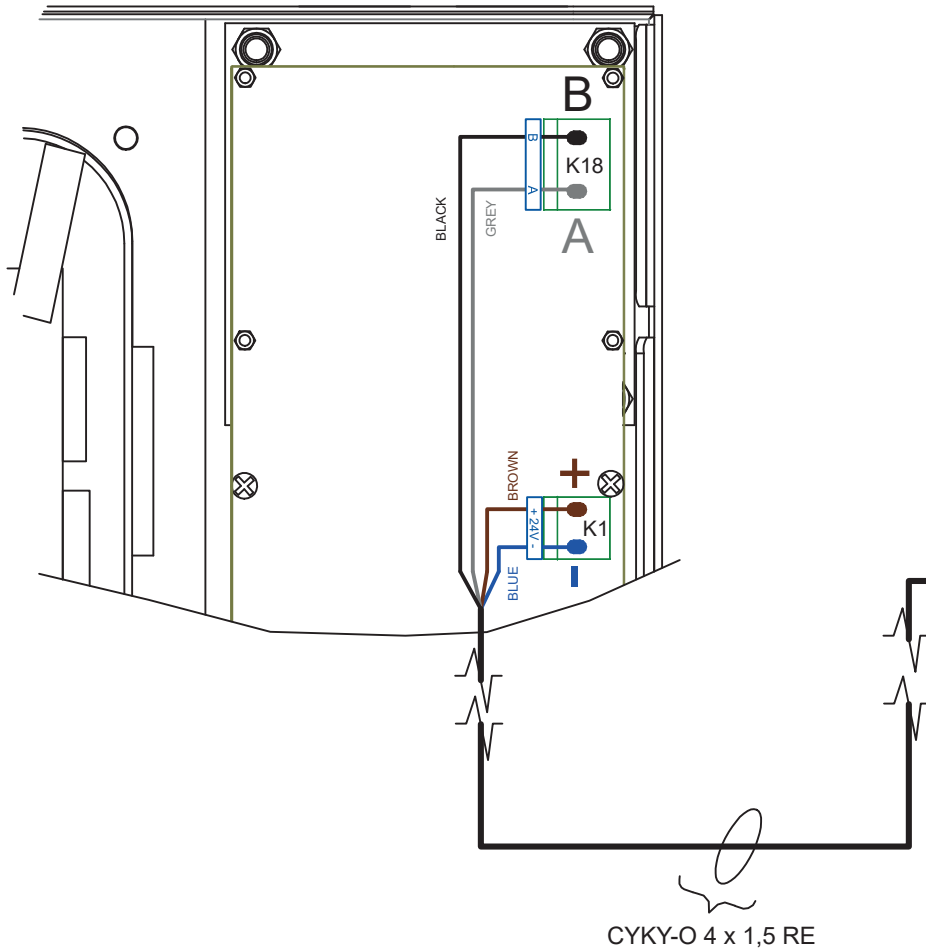 B
B
K18
A
A
BLACK
GREY
BROWN
+
+ 24V -
K1
BLUE
-
CYKY-O 4 x 1,5 RE